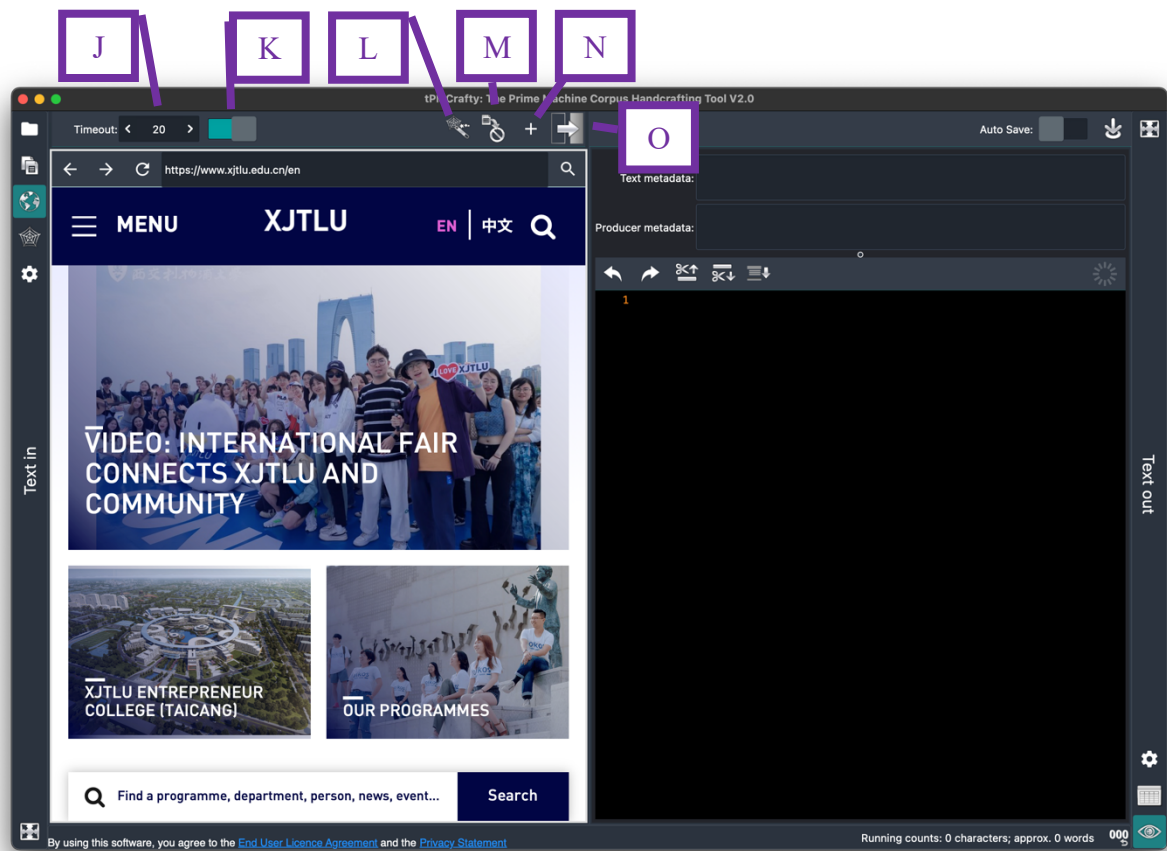 J
K
L
M
N
O
Crafty: The Prime Machine Corpus Handcrafting Tool V2.0
Timeout: 20
Auto Save:
https://www.xjtlu.edu.cn/en
Text metadata:
MENU
XJTLU
EN
中文
Producer metadata:
1
I LOVE XJTLU
VIDEO: INTERNATIONAL FAIR
CONNECTS XJTLU AND
COMMUNITY
Text in
Text out
XJTLU ENTREPRENEUR
COLLEGE (TAICANG)
OUR PROGRAMMES
Find a programme, department, person, news, event...
Search
By using this software, you agree to the End User Licence Agreement and the Privacy Statement
Running counts: 0 characters; approx. 0 words
000